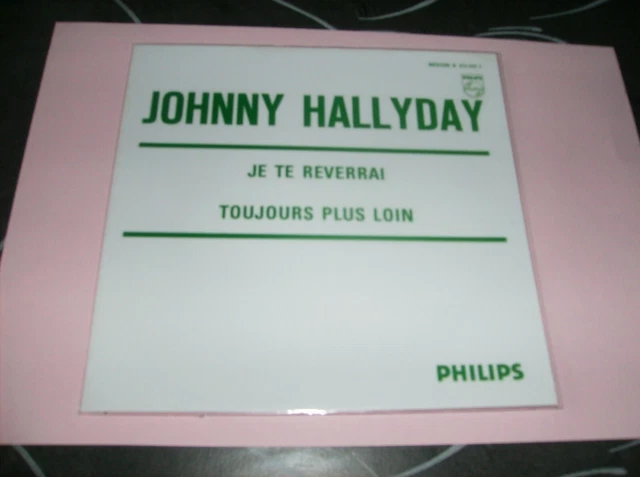 JOHNNY HALLYDAY
JE TE REVERRAI
TOUJOURS PLUS LOIN
PHILIPS